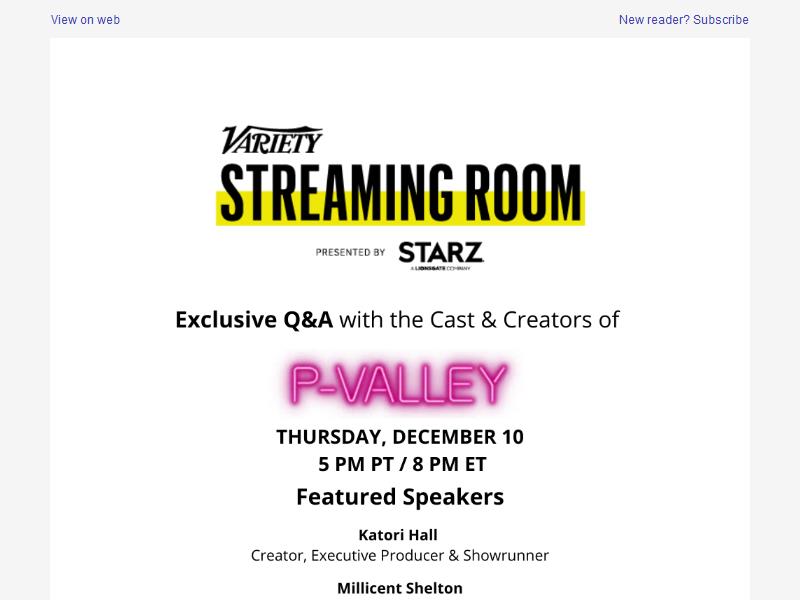 View on web
New reader? Subscribe
VARIETY
STREAMING ROOM
PRESENTED BY STARZ
A LIONSGATE COMPANY
Exclusive Q&A with the Cast & Creators of
P-VALLEY
THURSDAY, DECEMBER 10
5 PM PT / 8 PM ET
Featured Speakers
Katori Hall
Creator, Executive Producer & Showrunner
Millicent Shelton